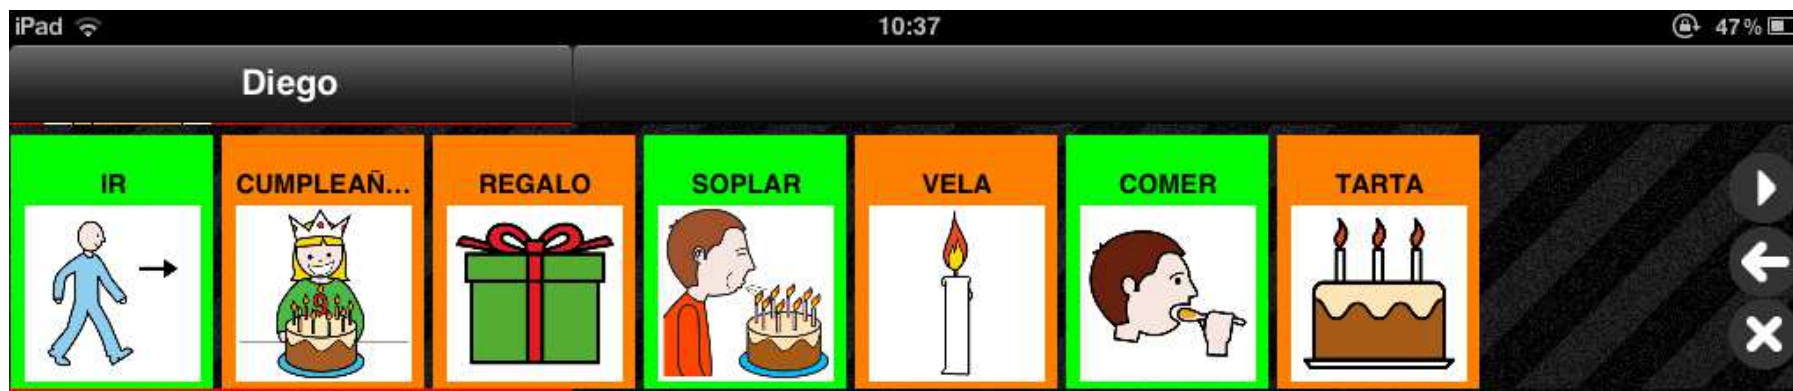 iPad 10:37 47%
Diego
IR CUMPLEAÑ... REGALO SOPLAR VELA COMER TARTA